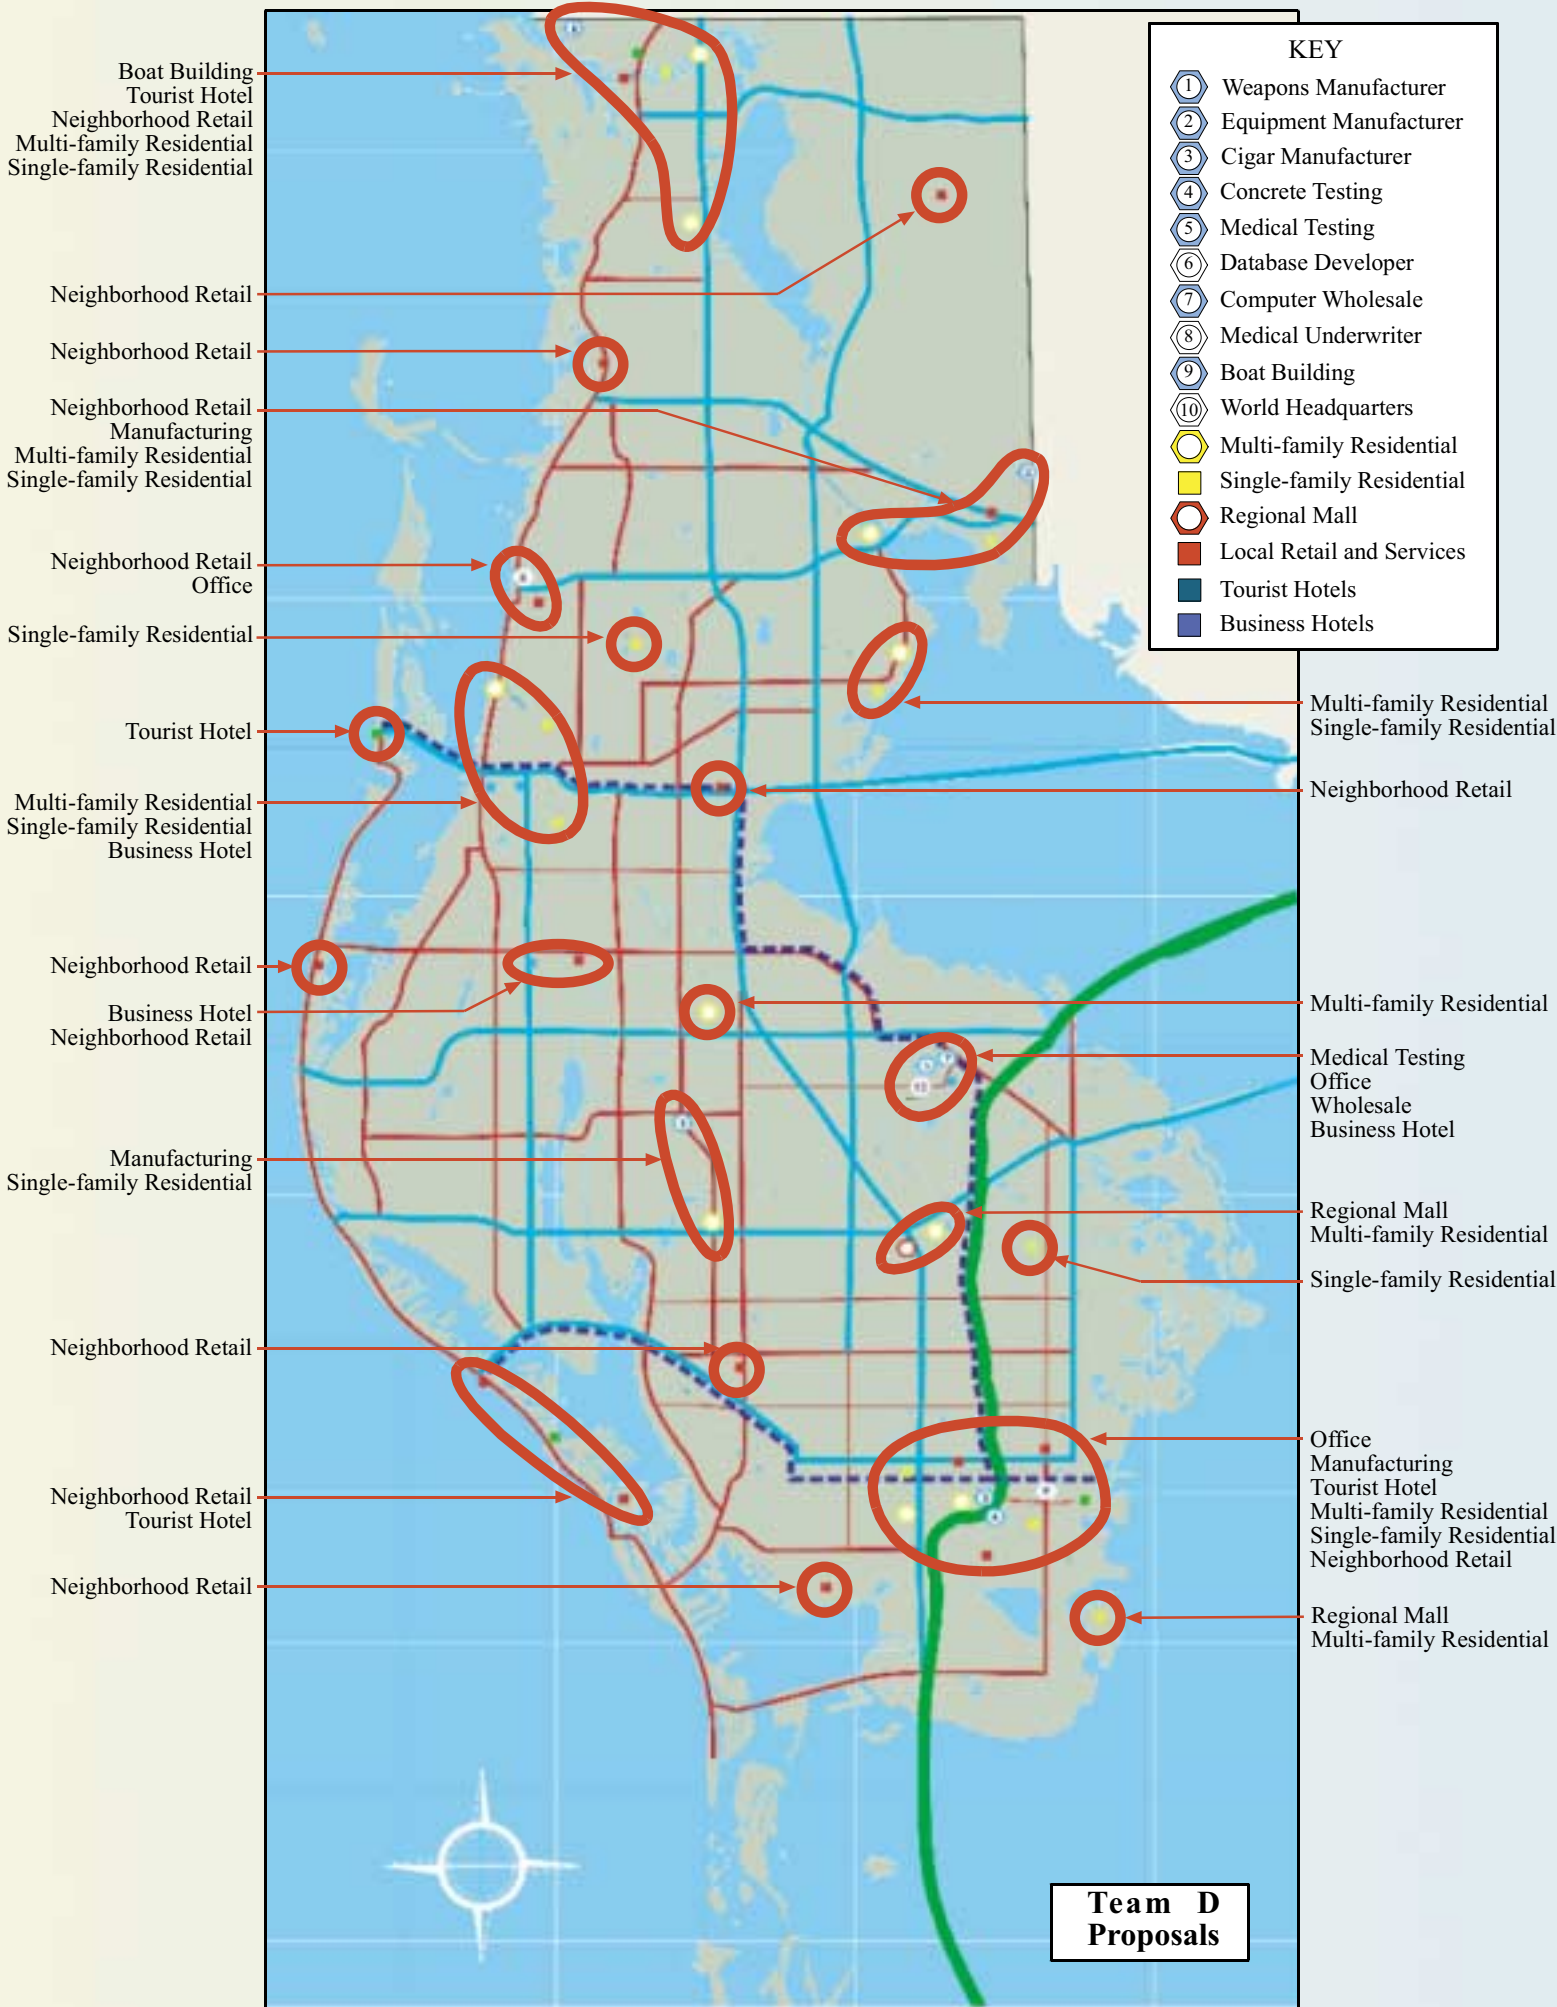 Boat Building
Tourist Hotel
Neighborhood Retail
Multi-family Residential
Single-family Residential
Neighborhood Retail
Neighborhood Retail
Neighborhood Retail
Manufacturing
Multi-family Residential
Single-family Residential
Neighborhood Retail
Office
Single-family Residential
Tourist Hotel
Multi-family Residential
Single-family Residential
Business Hotel
Neighborhood Retail
Business Hotel
Neighborhood Retail
Manufacturing
Single-family Residential
Neighborhood Retail
Neighborhood Retail
Tourist Hotel
Neighborhood Retail
KEY
1 Weapons Manufacturer
2 Equipment Manufacturer
3 Cigar Manufacturer
4 Concrete Testing
5 Medical Testing
6 Database Developer
7 Computer Wholesale
8 Medical Underwriter
9 Boat Building
10 World Headquarters
Multi-family Residential
Single-family Residential
Regional Mall
Local Retail and Services
Tourist Hotels
Business Hotels
Multi-family Residential
Single-family Residential
Neighborhood Retail
Multi-family Residential
Medical Testing
Office
Wholesale
Business Hotel
Regional Mall
Multi-family Residential
Single-family Residential
Office
Manufacturing
Tourist Hotel
Multi-family Residential
Single-family Residential
Neighborhood Retail
Regional Mall
Multi-family Residential
Team D
Proposals